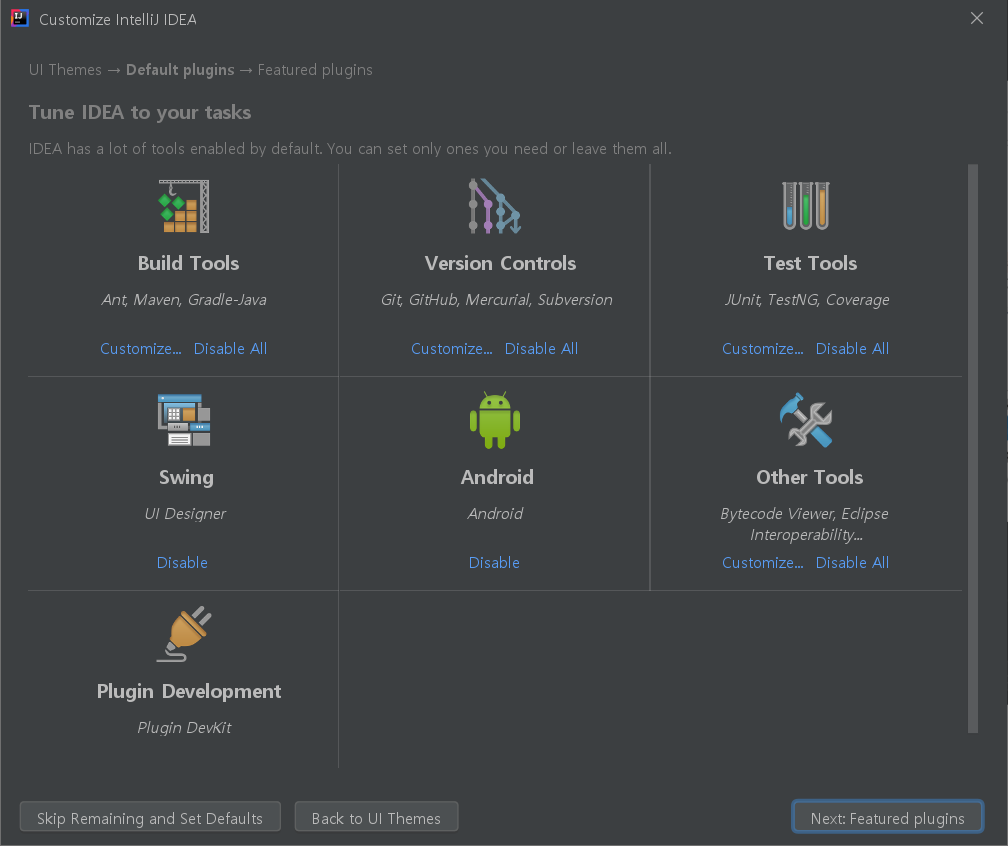 Customize IntelliJ IDEA
UI Themes → Default plugins → Featured plugins
Tune IDEA to your tasks
IDEA has a lot of tools enabled by default. You can set only ones you need or leave them all.
Build Tools
Ant, Maven, Gradle-Java
Customize... Disable All
Version Controls
Git, GitHub, Mercurial, Subversion
Customize... Disable All
Test Tools
JUnit, TestNG, Coverage
Customize... Disable All
Swing
UI Designer
Disable
Android
Android
Disable
Other Tools
Bytecode Viewer, Eclipse
Interoperability...
Customize... Disable All
Plugin Development
Plugin DevKit
Skip Remaining and Set Defaults
Back to UI Themes
Next: Featured plugins